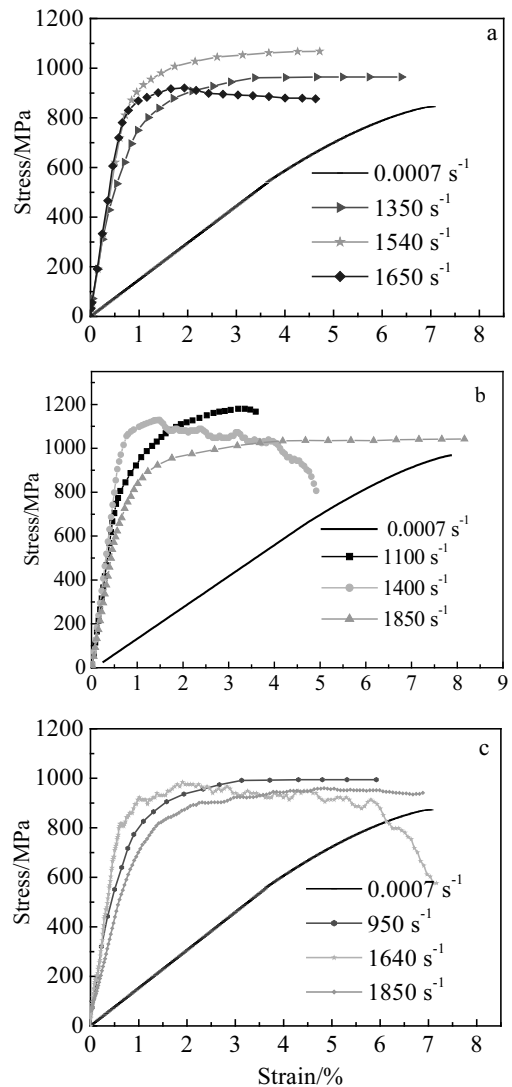 a
1200
1000
800
600
400
200
0
Stress/MPa
0.0007 s-1
1350 s-1
1540 s-1
1650 s-1
0 1 2 3 4 5 6 7 8
b
1200
1000
800
600
400
200
0
Stress/MPa
0.0007 s-1
1100 s-1
1400 s-1
1850 s-1
0 1 2 3 4 5 6 7 8 9
c
1200
1000
800
600
400
200
0
Stress/MPa
0.0007 s-1
950 s-1
1640 s-1
1850 s-1
0 1 2 3 4 5 6 7 8
Strain/%